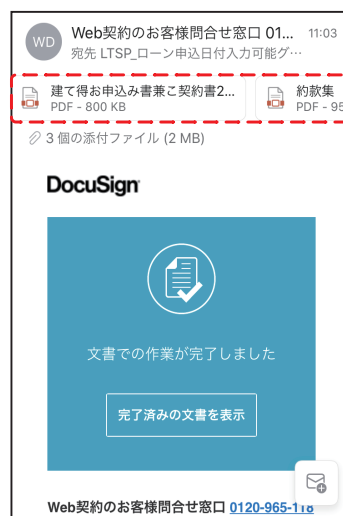 WD
Web契約のお客様問合せ窓口 01... 11:03
宛先 LTSP_ローン申込日付入力可能グ…
建て得お申込み書兼ご契約書2...
PDF - 800 KB
約款集
PDF - 95
3 個の添付ファイル (2 MB)
DocuSign
文書での作業が完了しました
完了済みの文書を表示
Web契約のお客様問合せ窓口 0120-965-118